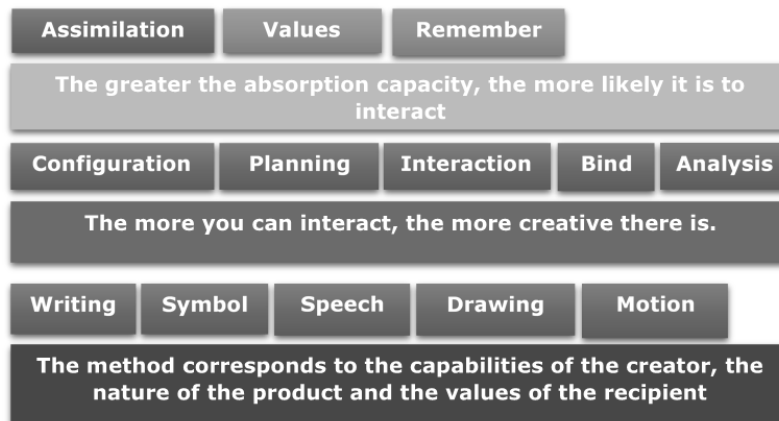 Assimilation Values Remember
The greater the absorption capacity, the more likely it is to
interact
Configuration Planning Interaction Bind Analysis
The more you can interact, the more creative there is.
Writing Symbol Speech Drawing Motion
The method corresponds to the capabilities of the creator, the
nature of the product and the values of the recipient